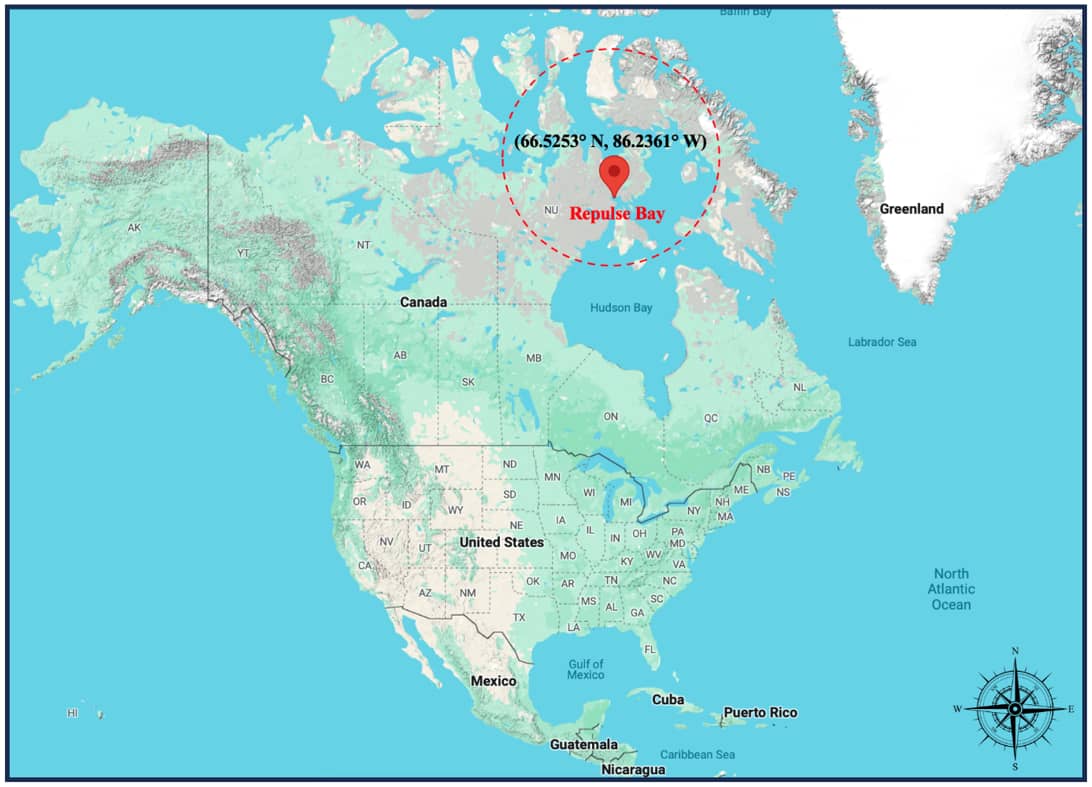 Baffin Bay
(66.5253° N, 86.2361° W)
Greenland
NU
Repulse Bay
AK
YT
NT
Canada
Hudson Bay
Labrador Sea
AB
MB
BC
SK
NL
ON
QC
WA
MT
ND
MN
NB
PE
OR
ID
SD
WI
MI
ME
NS
WY
NH
NY
MA
NE
IA
IL
IN
OH
PA
NV
UT
United States
MD
CA
MO
KY
WV
VA
AZ
NM
OK
AR
TN
NC
MS
AL
GA
SC
TX
LA
FL
North
Atlantic
Ocean
Gulf of
Mexico
Mexico
Cuba
Puerto Rico
HI
Guatemala
Caribbean Sea
Nicaragua
N
W
E
S